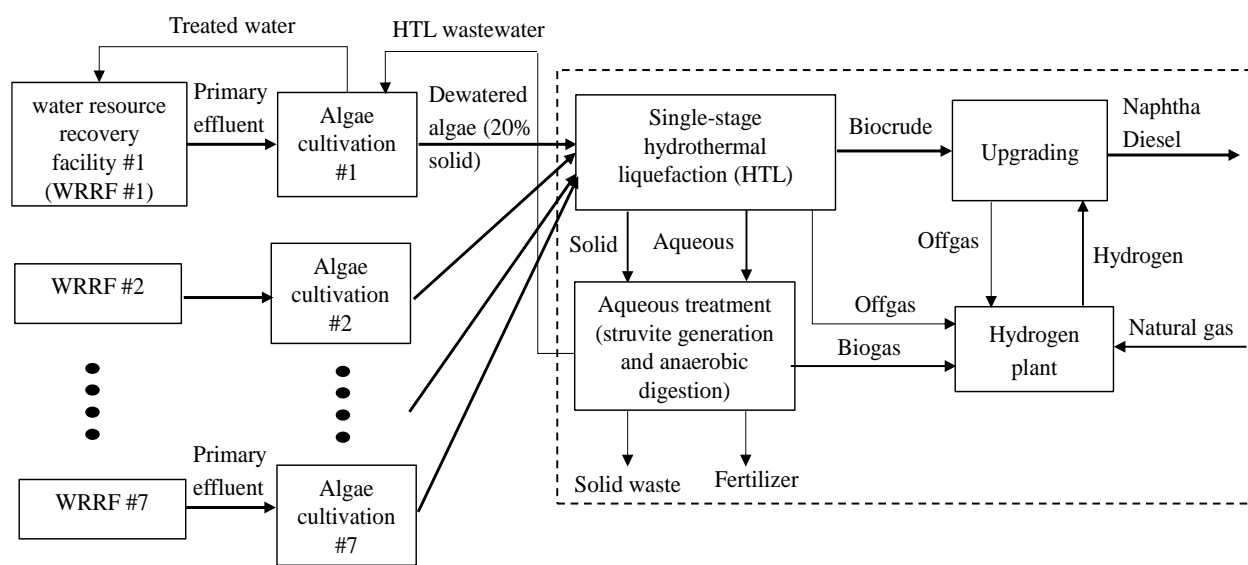 Treated water
HTL wastewater
water resource
recovery
facility #1
(WRRF #1)
Primary
effluent
Algae
cultivation
#1
Dewatered
algae (20%
solid)
Single-stage
hydrothermal
liquefaction (HTL)
Biocrude
Upgrading
Naphtha
Diesel
Solid
Aqueous
Offgas
Hydrogen
WRRF #2
Algae
cultivation
#2
Aqueous treatment
(struvite generation
and anaerobic
digestion)
Offgas
Biogas
Hydrogen
plant
Natural gas
WRRF #7
Primary
effluent
Algae
cultivation
#7
Solid waste
Fertilizer